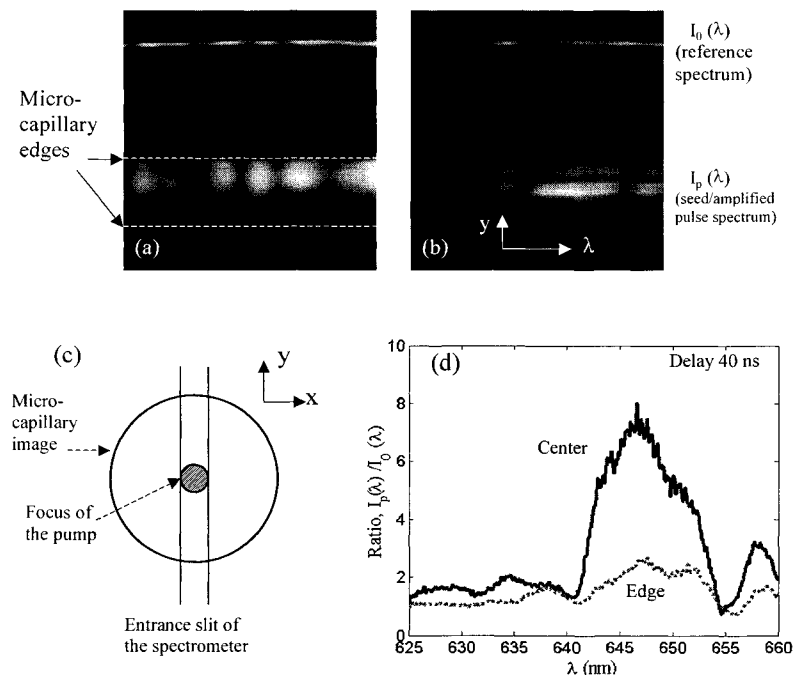 I₀ (λ)
(reference
spectrum)
Micro-
capillary
edges
Iₚ (λ)
(seed/amplified
pulse spectrum)
(a)
(b)
y
λ
(c)
y
x
Micro-
capillary
image
Focus of
the pump
Entrance slit of
the spectrometer
(d)
Delay 40 ns
Center
Edge
Ratio, Iₚ(λ)/I₀ (λ)
10
8
6
4
2
0
625 630 635 640 645 650 655 660
λ (nm)